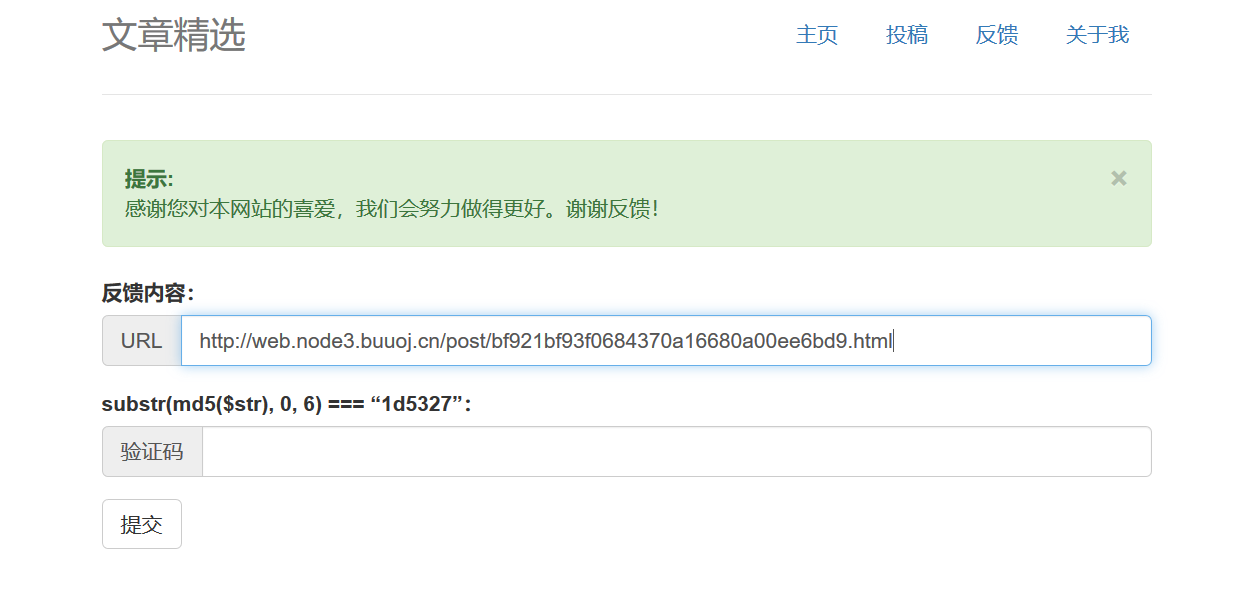 文章精选
主页 投稿 反馈 关于我
提示:
×
感谢您对本网站的喜爱，我们会努力做得更好。谢谢反馈！
反馈内容：
URL http://web.node3.buuoj.cn/post/bf921bf93f0684370a16680a00ee6bd9.html
substr(md5($str), 0, 6) === “1d5327”：
验证码
提交